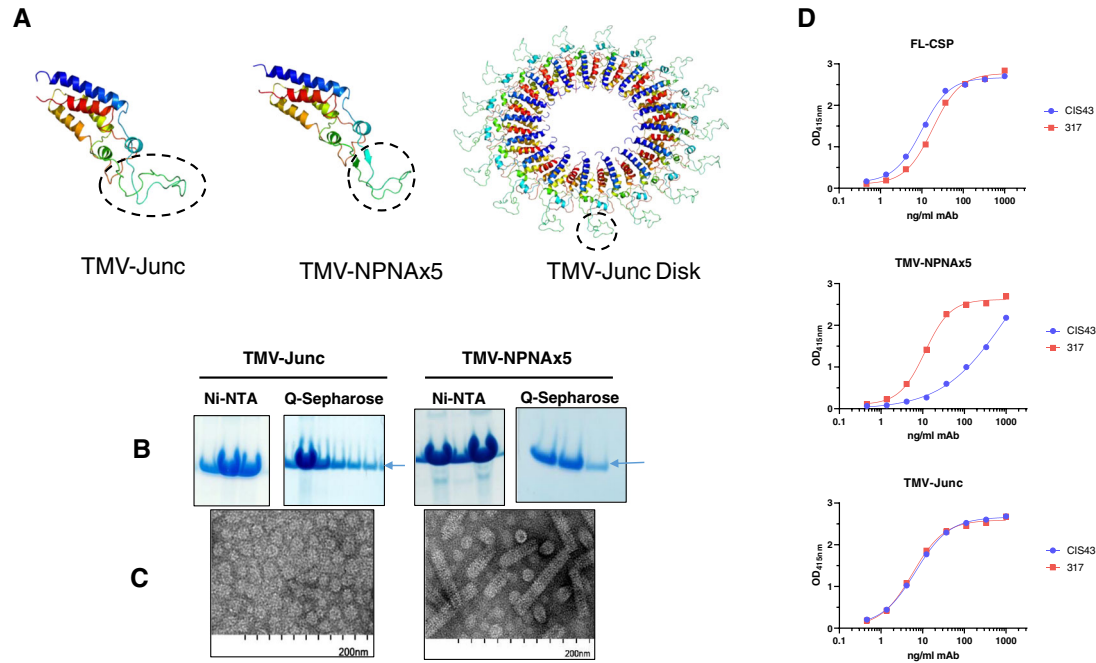 A
TMV-Junc
TMV-NPNAx5
TMV-Junc Disk
TMV-Junc
TMV-NPNAx5
Ni-NTA
Q-Sepharose
Ni-NTA
Q-Sepharose
B
C
200nm
200nm
D
FL-CSP
OD415nm
3
2
1
0
0.1 1 10 100 1000
ng/ml mAb
CIS43
317
TMV-NPNAx5
OD415nm
3
2
1
0
0.1 1 10 100 1000
ng/ml mAb
CIS43
317
TMV-Junc
OD415nm
3
2
1
0
0.1 1 10 100 1000
ng/ml mAb
CIS43
317